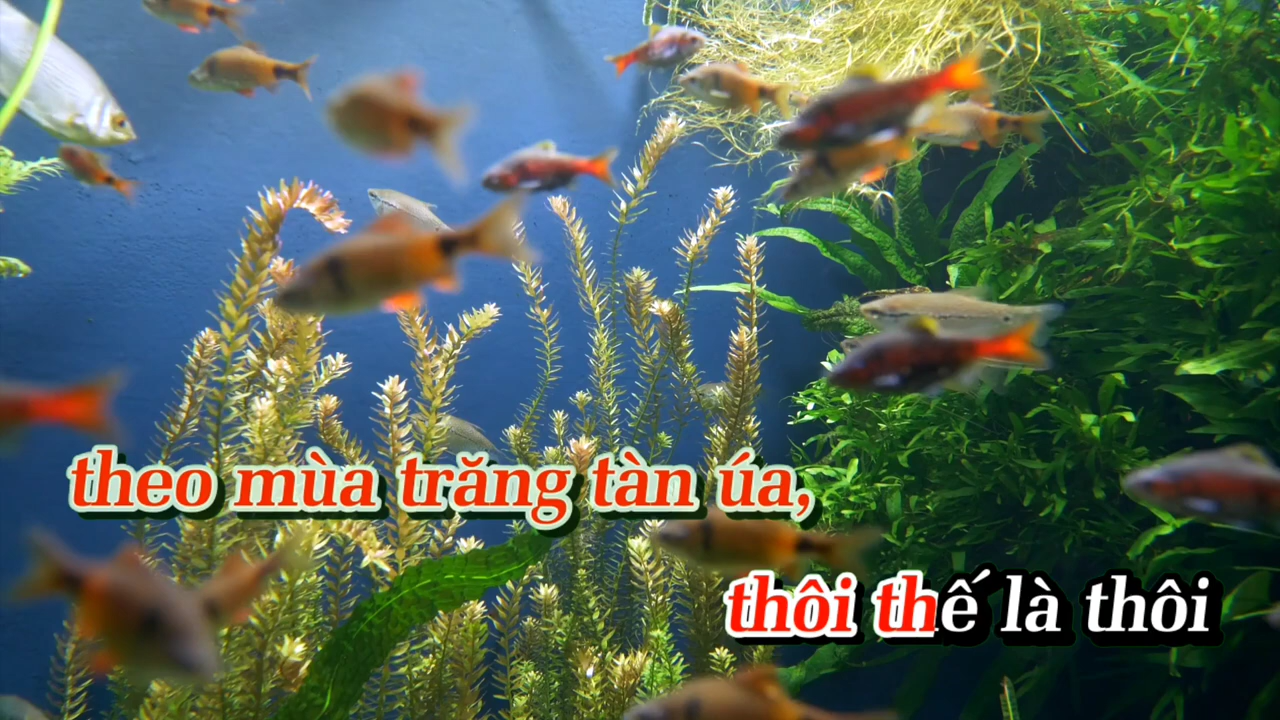 theo mùa trăng tàn úa,
thôi thế là thôi